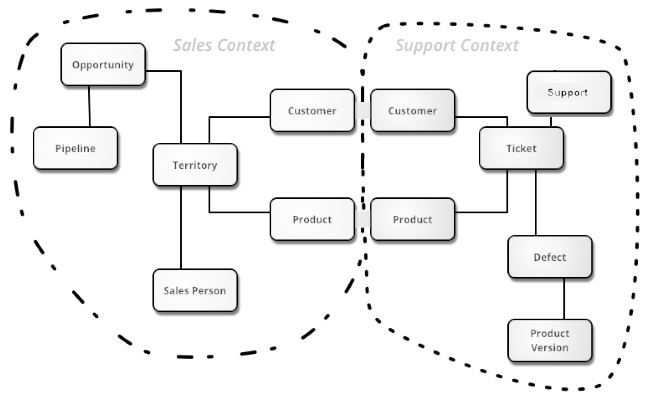 Sales Context
Support Context
Opportunity
Support
Customer
Customer
Pipeline
Ticket
Territory
Product
Product
Defect
Sales Person
Product
Version